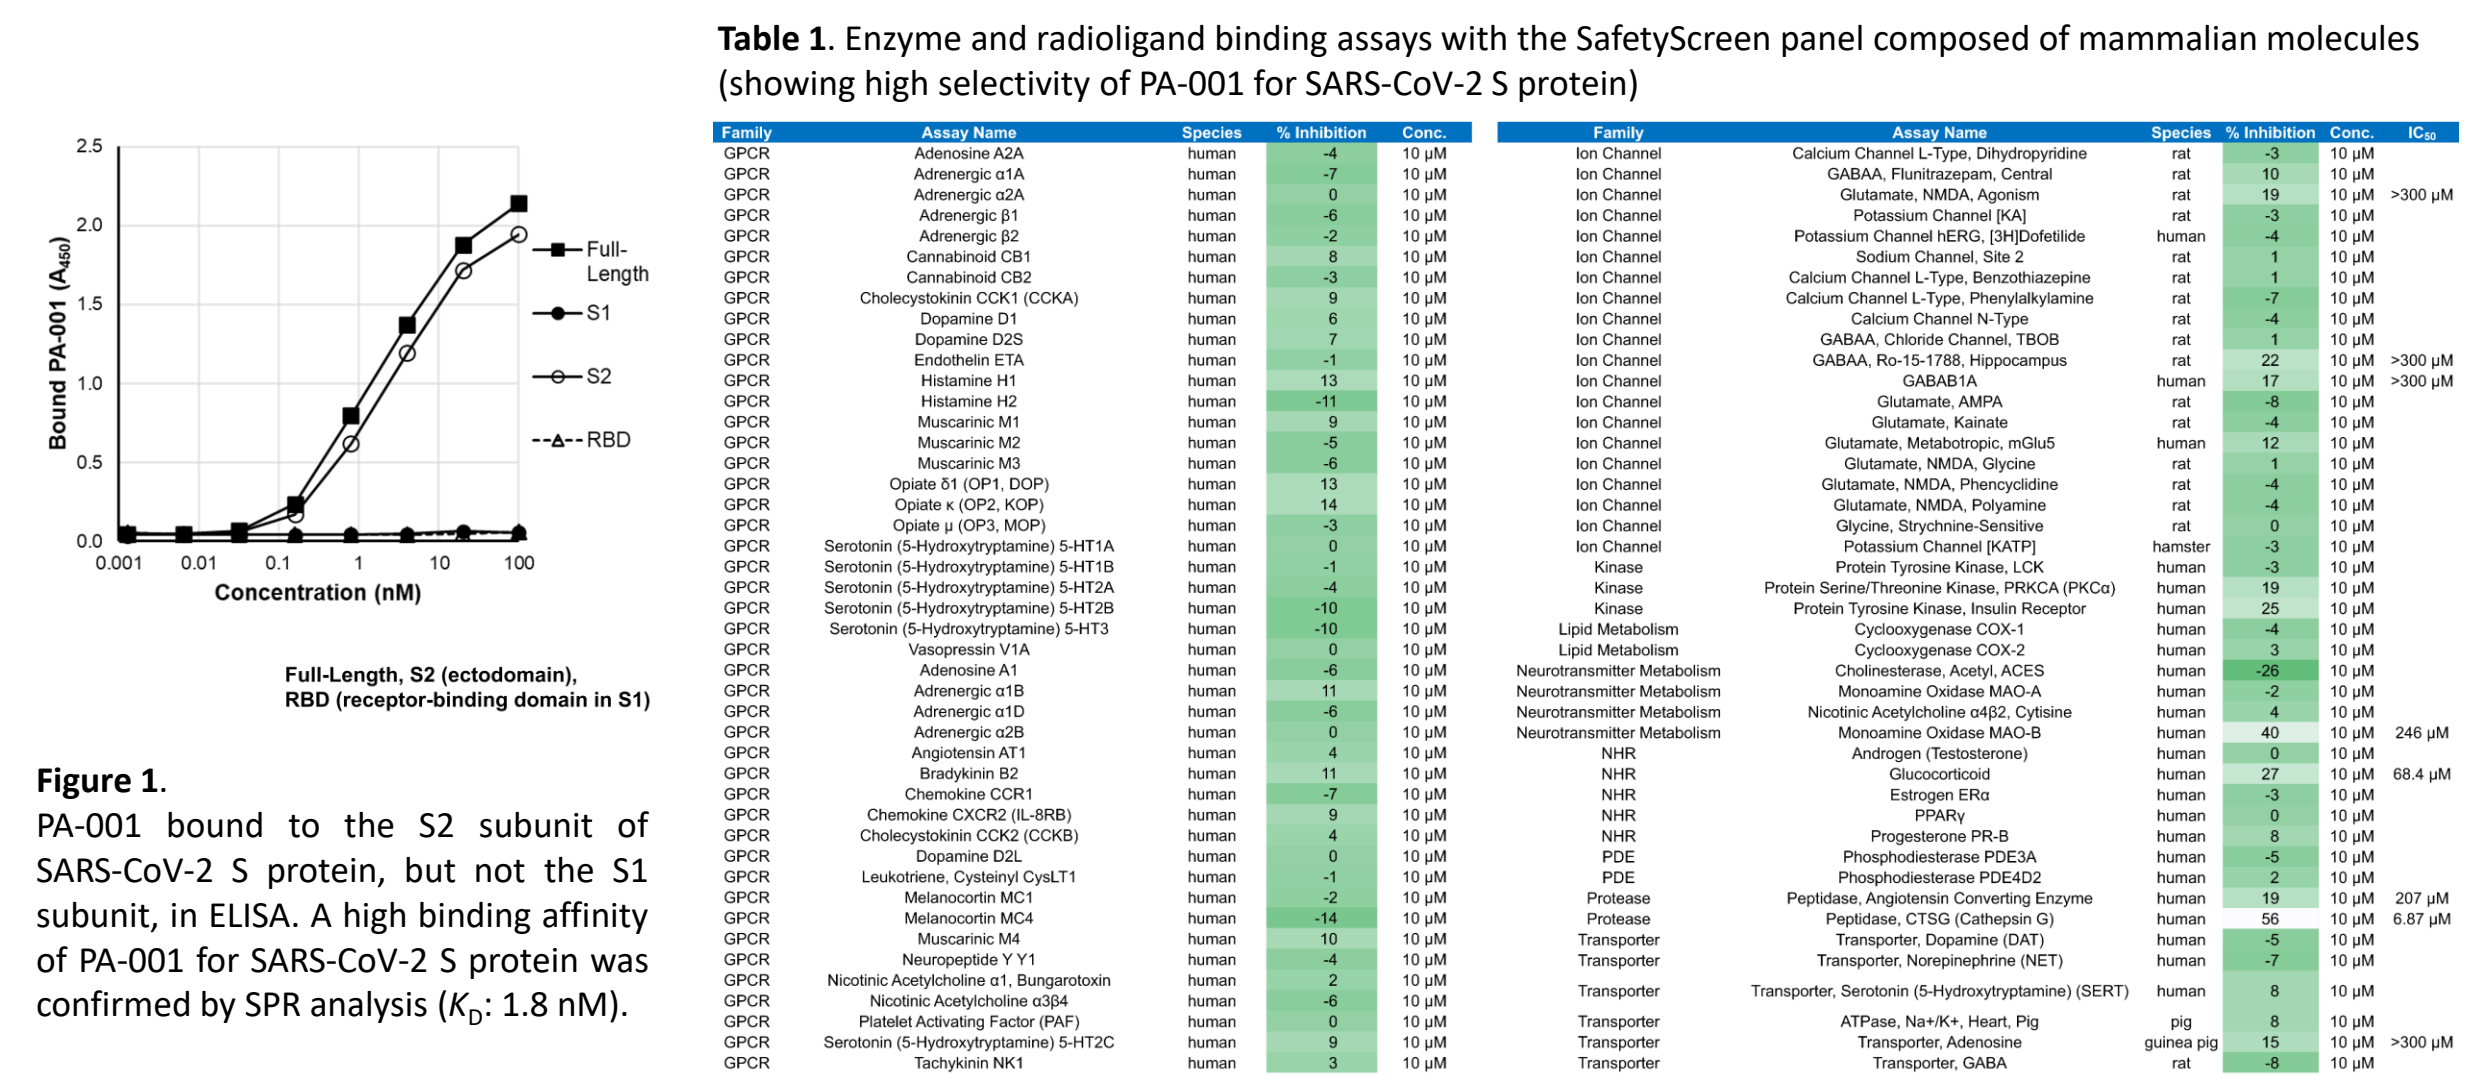 Table 1. Enzyme and radioligand binding assays with the SafetyScreen panel composed of mammalian molecules
(showing high selectivity of PA-001 for SARS-CoV-2 S protein)
2.5
2.0
1.5
1.0
0.5
0.0
Bound PA-001 (A450)
0.001 0.01 0.1 1 10 100
Concentration (nM)
Full-
Length
S1
S2
RBD
Full-Length, S2 (ectodomain),
RBD (receptor-binding domain in S1)
Figure 1.
PA-001 bound to the S2 subunit of
SARS-CoV-2 S protein, but not the S1
subunit, in ELISA. A high binding affinity
of PA-001 for SARS-CoV-2 S protein was
confirmed by SPR analysis (KD: 1.8 nM).
Family Assay Name Species % Inhibition Conc.
GPCR Adenosine A2A human -4 10 µM
GPCR Adrenergic α1A human -7 10 µM
GPCR Adrenergic α2A human 0 10 µM
GPCR Adrenergic β1 human -6 10 µM
GPCR Adrenergic β2 human -2 10 µM
GPCR Cannabinoid CB1 human 8 10 µM
GPCR Cannabinoid CB2 human -3 10 µM
GPCR Cholecystokinin CCK1 (CCKA) human 9 10 µM
GPCR Dopamine D1 human 6 10 µM
GPCR Dopamine D2S human 7 10 µM
GPCR Endothelin ETA human -1 10 µM
GPCR Histamine H1 human 13 10 µM
GPCR Histamine H2 human -11 10 µM
GPCR Muscarinic M1 human 9 10 µM
GPCR Muscarinic M2 human -5 10 µM
GPCR Muscarinic M3 human -6 10 µM
GPCR Opiate δ1 (OP1, DOP) human 13 10 µM
GPCR Opiate κ (OP2, KOP) human 14 10 µM
GPCR Opiate µ (OP3, MOP) human -3 10 µM
GPCR Serotonin (5-Hydroxytryptamine) 5-HT1A human 0 10 µM
GPCR Serotonin (5-Hydroxytryptamine) 5-HT1B human -1 10 µM
GPCR Serotonin (5-Hydroxytryptamine) 5-HT2A human -4 10 µM
GPCR Serotonin (5-Hydroxytryptamine) 5-HT2B human -10 10 µM
GPCR Serotonin (5-Hydroxytryptamine) 5-HT3 human -10 10 µM
GPCR Vasopressin V1A human 0 10 µM
GPCR Adenosine A1 human -6 10 µM
GPCR Adrenergic α1B human 11 10 µM
GPCR Adrenergic α1D human -6 10 µM
GPCR Adrenergic α2B human 0 10 µM
GPCR Angiotensin AT1 human 4 10 µM
GPCR Bradykinin B2 human 11 10 µM
GPCR Chemokine CCR1 human -7 10 µM
GPCR Chemokine CXCR2 (IL-8RB) human 9 10 µM
GPCR Cholecystokinin CCK2 (CCKB) human 4 10 µM
GPCR Dopamine D2L human 0 10 µM
GPCR Leukotriene, Cysteinyl CysLT1 human -1 10 µM
GPCR Melanocortin MC1 human -2 10 µM
GPCR Melanocortin MC4 human -14 10 µM
GPCR Muscarinic M4 human 10 10 µM
GPCR Neuropeptide Y Y1 human -4 10 µM
GPCR Nicotinic Acetylcholine α1, Bungarotoxin human 2 10 µM
GPCR Nicotinic Acetylcholine α3β4 human -6 10 µM
GPCR Platelet Activating Factor (PAF) human 0 10 µM
GPCR Serotonin (5-Hydroxytryptamine) 5-HT2C human 9 10 µM
GPCR Tachykinin NK1 human 3 10 µM
Family Assay Name Species % Inhibition Conc. IC50
Ion Channel Calcium Channel L-Type, Dihydropyridine rat -3 10 µM
Ion Channel GABAA, Flunitrazepam, Central rat 10 10 µM
Ion Channel Glutamate, NMDA, Agonism rat 19 10 µM >300 µM
Ion Channel Potassium Channel [KA] rat -3 10 µM
Ion Channel Potassium Channel hERG, [3H]Dofetilide human -4 10 µM
Ion Channel Sodium Channel, Site 2 rat 1 10 µM
Ion Channel Calcium Channel L-Type, Benzothiazepine rat 1 10 µM
Ion Channel Calcium Channel L-Type, Phenylalkylamine rat -7 10 µM
Ion Channel Calcium Channel N-Type rat -4 10 µM
Ion Channel GABAA, Chloride Channel, TBOB rat 1 10 µM
Ion Channel GABAA, Ro-15-1788, Hippocampus rat 22 10 µM >300 µM
Ion Channel GABAB1A human 17 10 µM >300 µM
Ion Channel Glutamate, AMPA rat -8 10 µM
Ion Channel Glutamate, Kainate rat -4 10 µM
Ion Channel Glutamate, Metabotropic, mGlu5 human 12 10 µM
Ion Channel Glutamate, NMDA, Glycine rat 1 10 µM
Ion Channel Glutamate, NMDA, Phencyclidine rat -4 10 µM
Ion Channel Glutamate, NMDA, Polyamine rat -4 10 µM
Ion Channel Glycine, Strychnine-Sensitive rat 0 10 µM
Ion Channel Potassium Channel [KATP] hamster -3 10 µM
Kinase Protein Tyrosine Kinase, LCK human -3 10 µM
Kinase Protein Serine/Threonine Kinase, PRKCA (PKCα) human 19 10 µM
Kinase Protein Tyrosine Kinase, Insulin Receptor human 25 10 µM
Lipid Metabolism Cyclooxygenase COX-1 human -4 10 µM
Lipid Metabolism Cyclooxygenase COX-2 human 3 10 µM
Neurotransmitter Metabolism Cholinesterase, Acetyl, ACES human -26 10 µM
Neurotransmitter Metabolism Monoamine Oxidase MAO-A human -2 10 µM
Neurotransmitter Metabolism Nicotinic Acetylcholine α4β2, Cytisine human 4 10 µM
Neurotransmitter Metabolism Monoamine Oxidase MAO-B human 40 10 µM 246 µM
NHR Androgen (Testosterone) human 0 10 µM
NHR Glucocorticoid human 27 10 µM 68.4 µM
NHR Estrogen ERα human -3 10 µM
NHR PPARγ human 0 10 µM
NHR Progesterone PR-B human 8 10 µM
PDE Phosphodiesterase PDE3A human -5 10 µM
PDE Phosphodiesterase PDE4D2 human 2 10 µM
Protease Peptidase, Angiotensin Converting Enzyme human 19 10 µM 207 µM
Protease Peptidase, CTSG (Cathepsin G) human 56 10 µM 6.87 µM
Transporter Transporter, Dopamine (DAT) human -5 10 µM
Transporter Transporter, Norepinephrine (NET) human -7 10 µM
Transporter Transporter, Serotonin (5-Hydroxytryptamine) (SERT) human 8 10 µM
Transporter ATPase, Na+/K+, Heart, Pig pig 8 10 µM
Transporter Transporter, Adenosine guinea pig 15 10 µM >300 µM
Transporter Transporter, GABA rat -8 10 µM